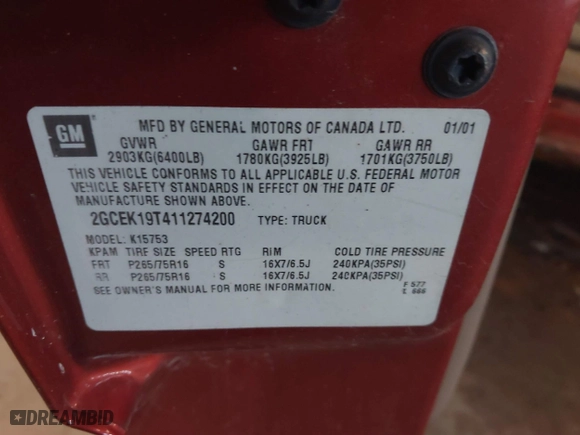 GM
MFD BY GENERAL MOTORS OF CANADA LTD. 01/01
GVWR GAWR FRT GAWR RR
2903KG(6400LB) 1780KG(3925LB) 1701KG(3750LB)
THIS VEHICLE CONFORMS TO ALL APPLICABLE U.S. FEDERAL MOTOR
VEHICLE SAFETY STANDARDS IN EFFECT ON THE DATE OF
MANUFACTURE SHOWN ABOVE.
2GCEK19T411274200 TYPE: TRUCK
MODEL: K15753
KPAM TIRE SIZE SPEED RTG RIM COLD TIRE PRESSURE
FRT P265/75R16 S 16X7/6.5J 240KPA(35PSI)
RR P265/75R16 S 16X7/6.5J 240KPA(35PSI)
SEE OWNER'S MANUAL FOR MORE INFORMATION. F 577
666
DREAMBID